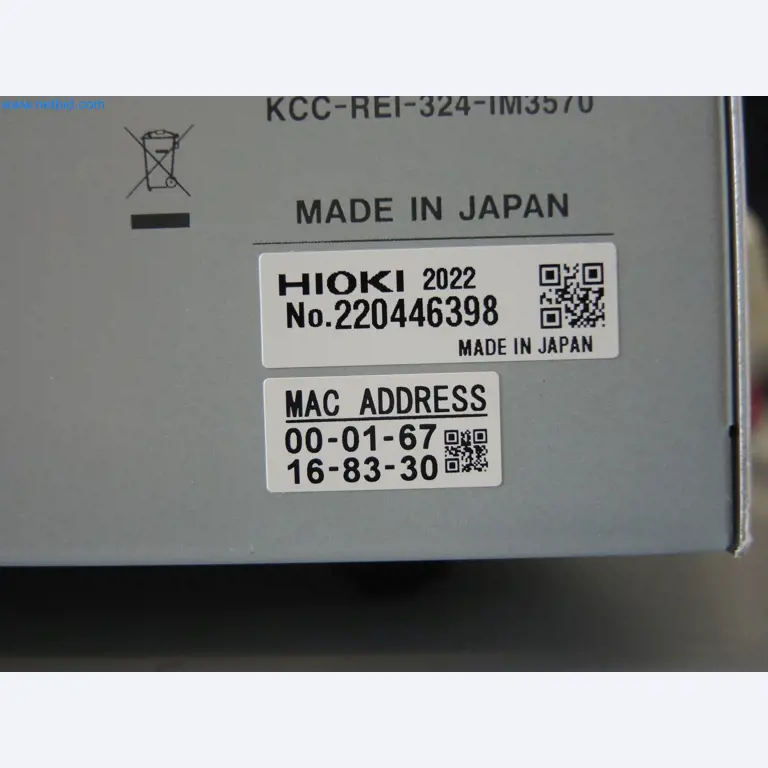 KCC-REI-324-IM3570
MADE IN JAPAN
HIOKI 2022
No.220446398
MADE IN JAPAN
MAC ADDRESS
00-01-67
16-83-30